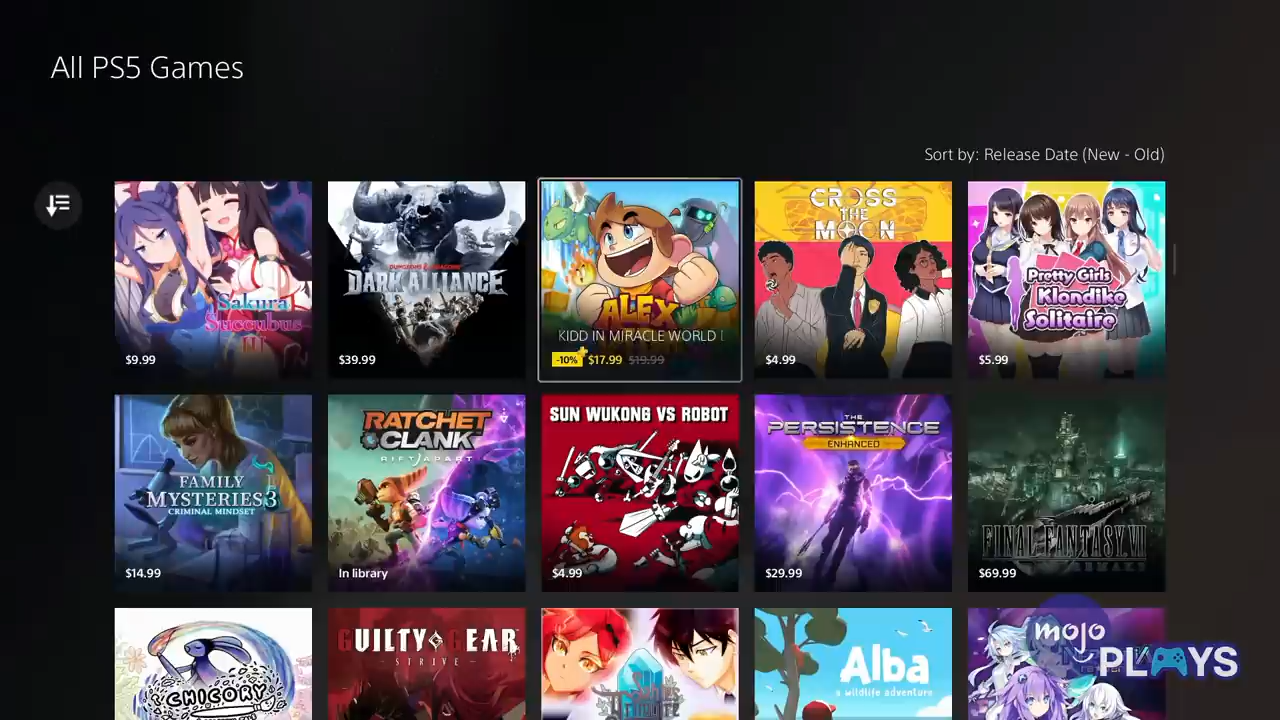 All PS5 Games
Sort by: Release Date (New - Old)
Sakura
Succubus
III
$9.99
DUNGEONS & DRAGONS
DARK ALLIANCE
$39.99
ALEX
KIDD IN MIRACLE WORLD
-10% $17.99 $19.99
CROSS
THE
MOON
$4.99
Pretty Girls
Klondike
Solitaire
$5.99
FAMILY
MYSTERIES 3
CRIMINAL MINDSET
$14.99
RATCHET
& CLANK
RIFT APART
In library
SUN WUKONG VS ROBOT
$4.99
THE
PERSISTENCE
ENHANCED
$29.99
FINAL FANTASY VII
REMAKE
$69.99
CHICORY
GUILTY GEAR
- STRIVE -
Alba
a wildlife adventure
mojo
PLAYS